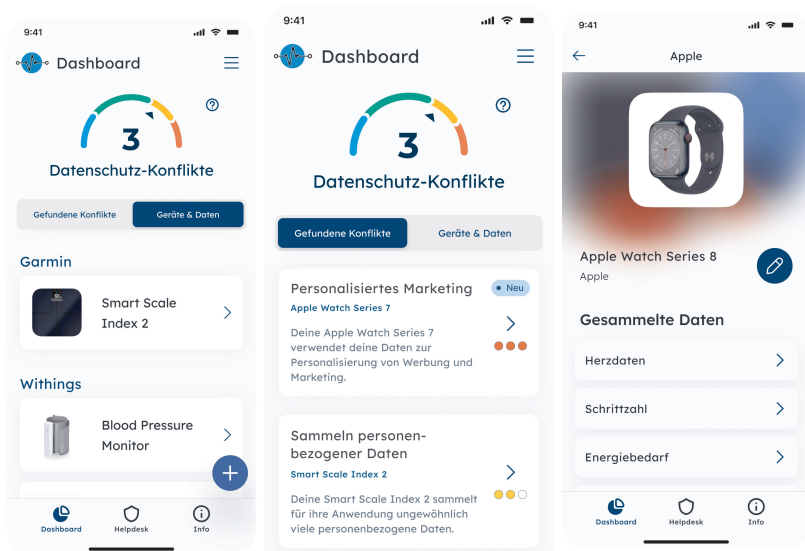 9:41
Dashboard
3
Datenschutz-Konflikte
Gefundene Konflikte
Geräte & Daten
Garmin
Smart Scale
Index 2
Withings
Blood Pressure
Monitor
Dashboard
Helpdesk
Info
9:41
Dashboard
3
Datenschutz-Konflikte
Gefundene Konflikte
Geräte & Daten
Personalisiertes Marketing
Neu
Apple Watch Series 7
Deine Apple Watch Series 7
verwendet deine Daten zur
Personalisierung von Werbung und
Marketing.
Sammeln personen-
bezogener Daten
Smart Scale Index 2
Deine Smart Scale Index 2 sammelt
für ihre Anwendung ungewöhnlich
viele personenbezogene Daten.
9:41
Apple
Apple Watch Series 8
Apple
Gesammelte Daten
Herzdaten
Schrittzahl
Energiebedarf
Dashboard
Helpdesk
Info